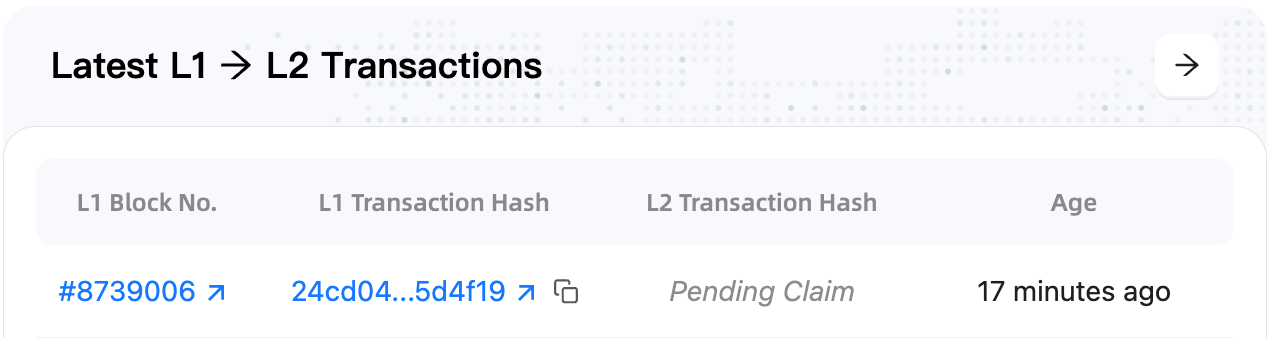 Latest L1 → L2 Transactions
L1 Block No. L1 Transaction Hash L2 Transaction Hash Age
#8739006 24cd04...5d4f19 Pending Claim 17 minutes ago